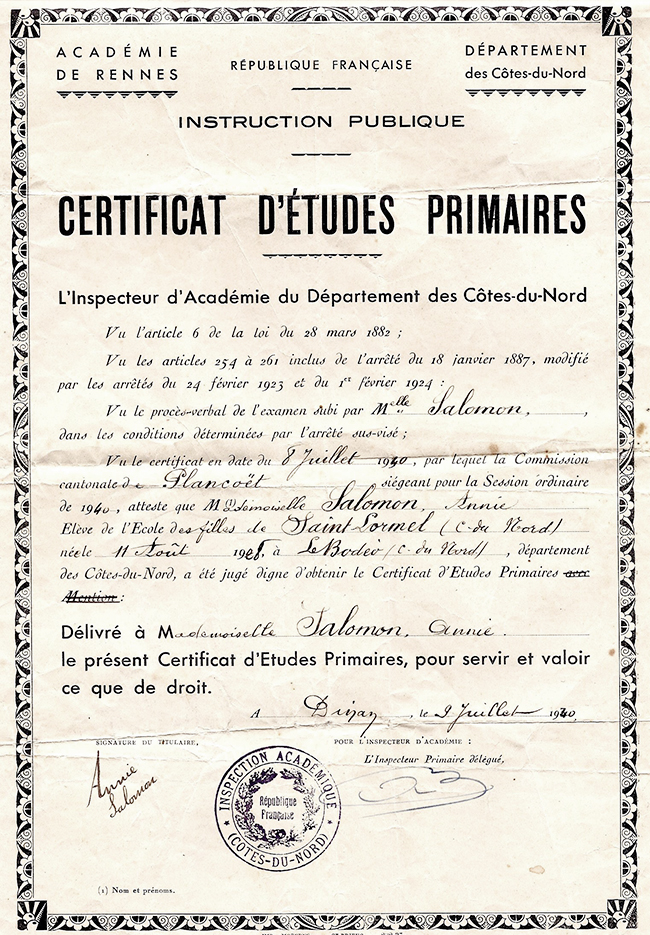 ACADÉMIE
DE RENNES
RÉPUBLIQUE FRANÇAISE
DÉPARTEMENT
des Côtes-du-Nord
INSTRUCTION PUBLIQUE
CERTIFICAT D'ÉTUDES PRIMAIRES
L'Inspecteur d'Académie du Département des Côtes-du-Nord
Vu l'article 6 de la loi du 28 mars 1882 ;
Vu les articles 254 à 261 inclus de l'arrêté du 18 janvier 1887, modifié
par les arrêtés du 24 février 1923 et du 1er février 1924 :
Vu le procès-verbal de l'examen subi par Melle Salomon, ,
dans les conditions déterminées par l'arrêté sus-visé ;
Vu le certificat en date du 8 Juillet 1940, par lequel la Commission
cantonale de Plancoët siégeant pour la Session ordinaire
de 1940, atteste que Mademoiselle Salomon, Annie
Elève de l'Ecole des filles de Saint Lormel (C. du Nord)
née le 11 Août 1928, à Le Bodéo (C. du Nord) , département
des Côtes-du-Nord, a été jugé digne d'obtenir le Certificat d'Etudes Primaires avec
Mention :
Délivré à Mademoiselle Salomon, Annie.
le présent Certificat d'Etudes Primaires, pour servir et valoir
ce que de droit.
A Dinan, le 9 Juillet 1940
SIGNATURE DU TITULAIRE,
POUR L'INSPECTEUR D'ACADÉMIE :
L'Inspecteur Primaire délégué,
Annie
Salomon
INSPECTION ACADÉMIQUE
République
Française
(COTES-DU-NORD)
(1) Nom et prénoms.